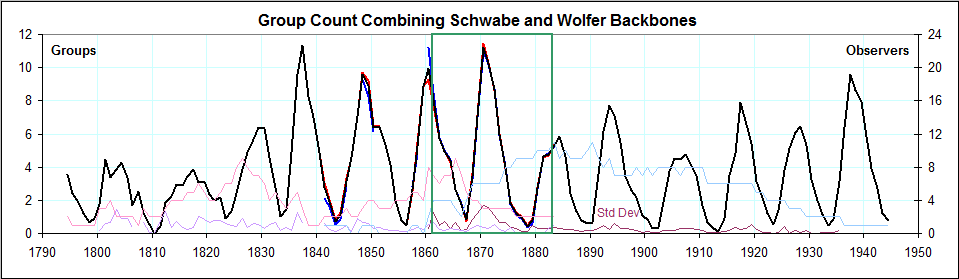 Group Count Combining Schwabe and Wolfer Backbones
12 24
Groups Observers
10 20
8 16
6 12
4 8
2 4
Std Dev
0 0
1790 1800 1810 1820 1830 1840 1850 1860 1870 1880 1890 1900 1910 1920 1930 1940 1950